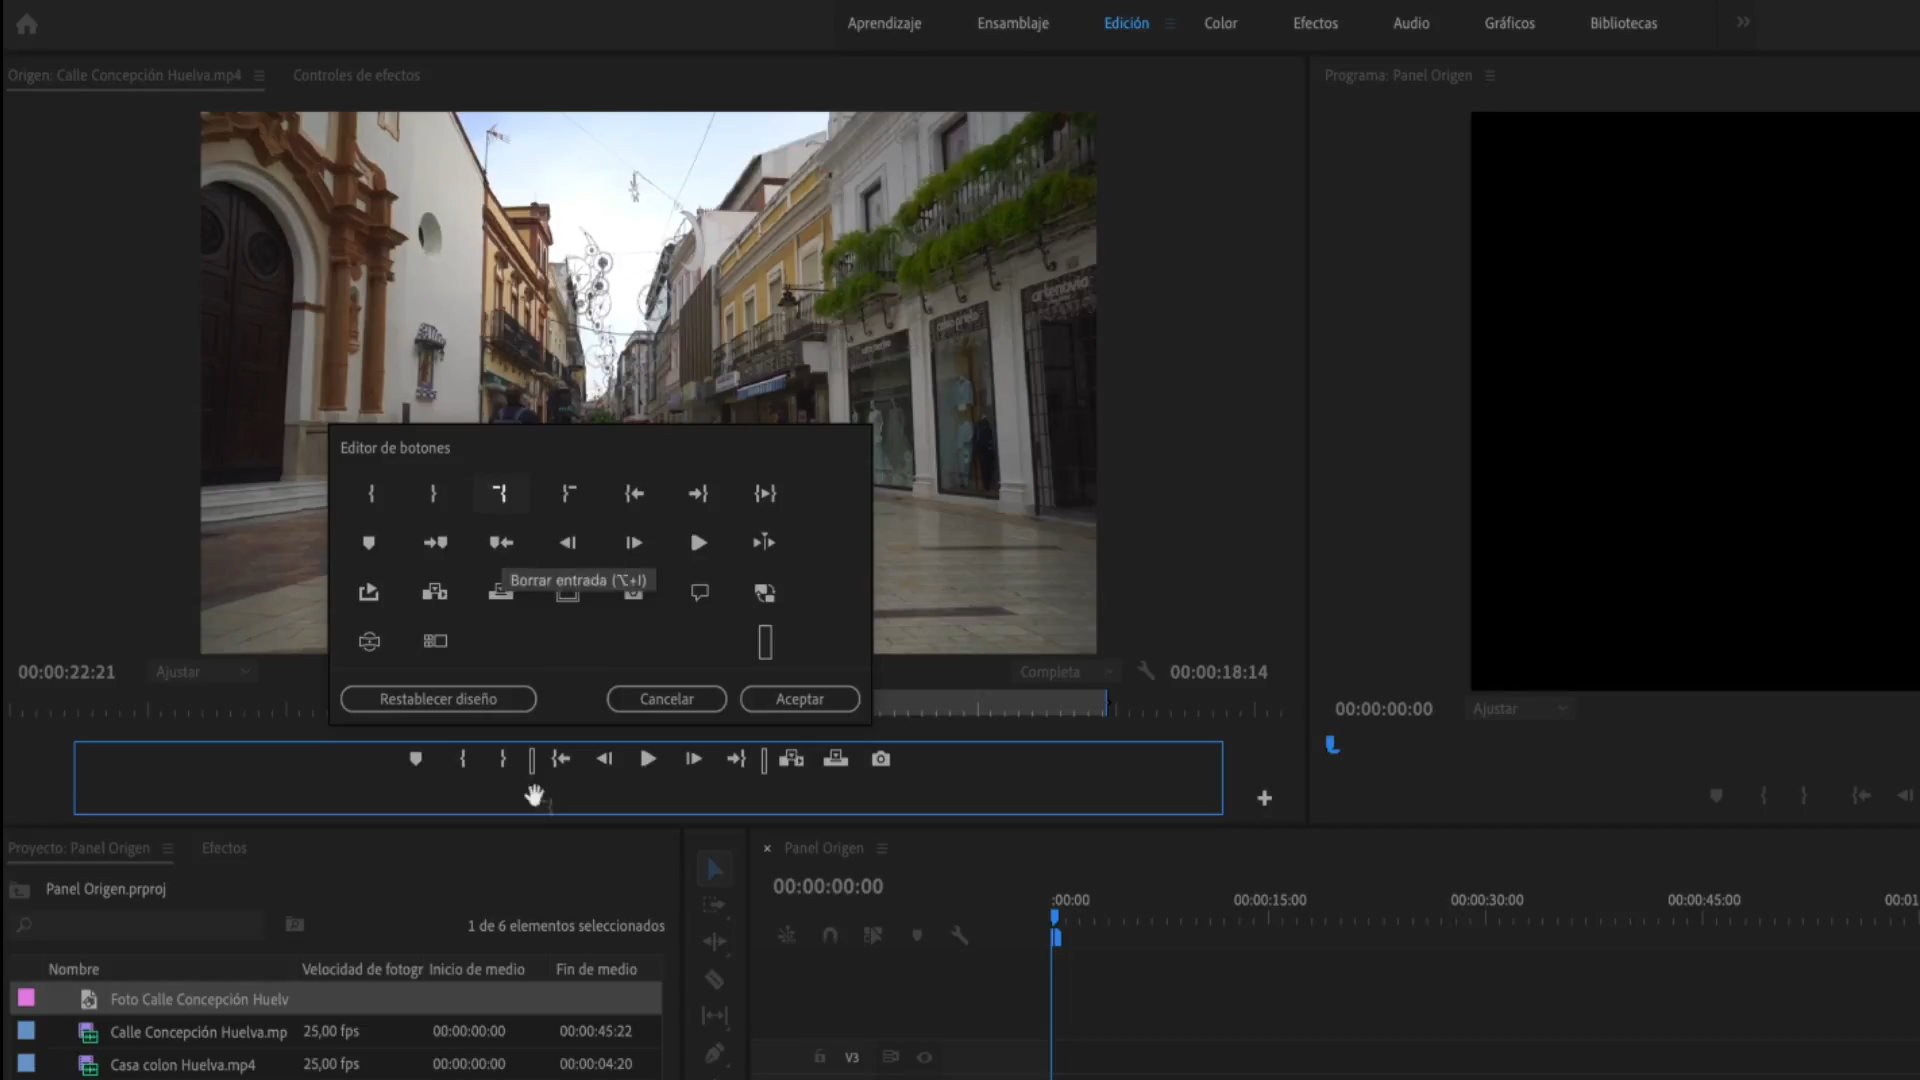 Aprendizaje Ensamblaje Edición Color Efectos Audio Gráficos Bibliotecas
Origen: Calle Concepción Huelva.mp4 Controles de efectos Programa: Panel Origen
artenovia
Editor de botones
Borrar entrada (⌥+I)
00:00:22:21 Ajustar Completa 00:00:18:14
Restablecer diseño Cancelar Aceptar
00:00:00:00 Ajustar
Proyecto: Panel Origen Efectos
Panel Origen.prproj
1 de 6 elementos seleccionados
Nombre Velocidad de fotogr Inicio de medio Fin de medio
Foto Calle Concepción Huelv
Calle Concepción Huelva.mp 25,00 fps 00:00:00:00 00:00:45:22
Casa colon Huelva.mp4 25,00 fps 00:00:00:00 00:00:04:20
× Panel Origen
00:00:00:00
:00:00 00:00:15:00 00:00:30:00 00:00:45:00 00:01
V3